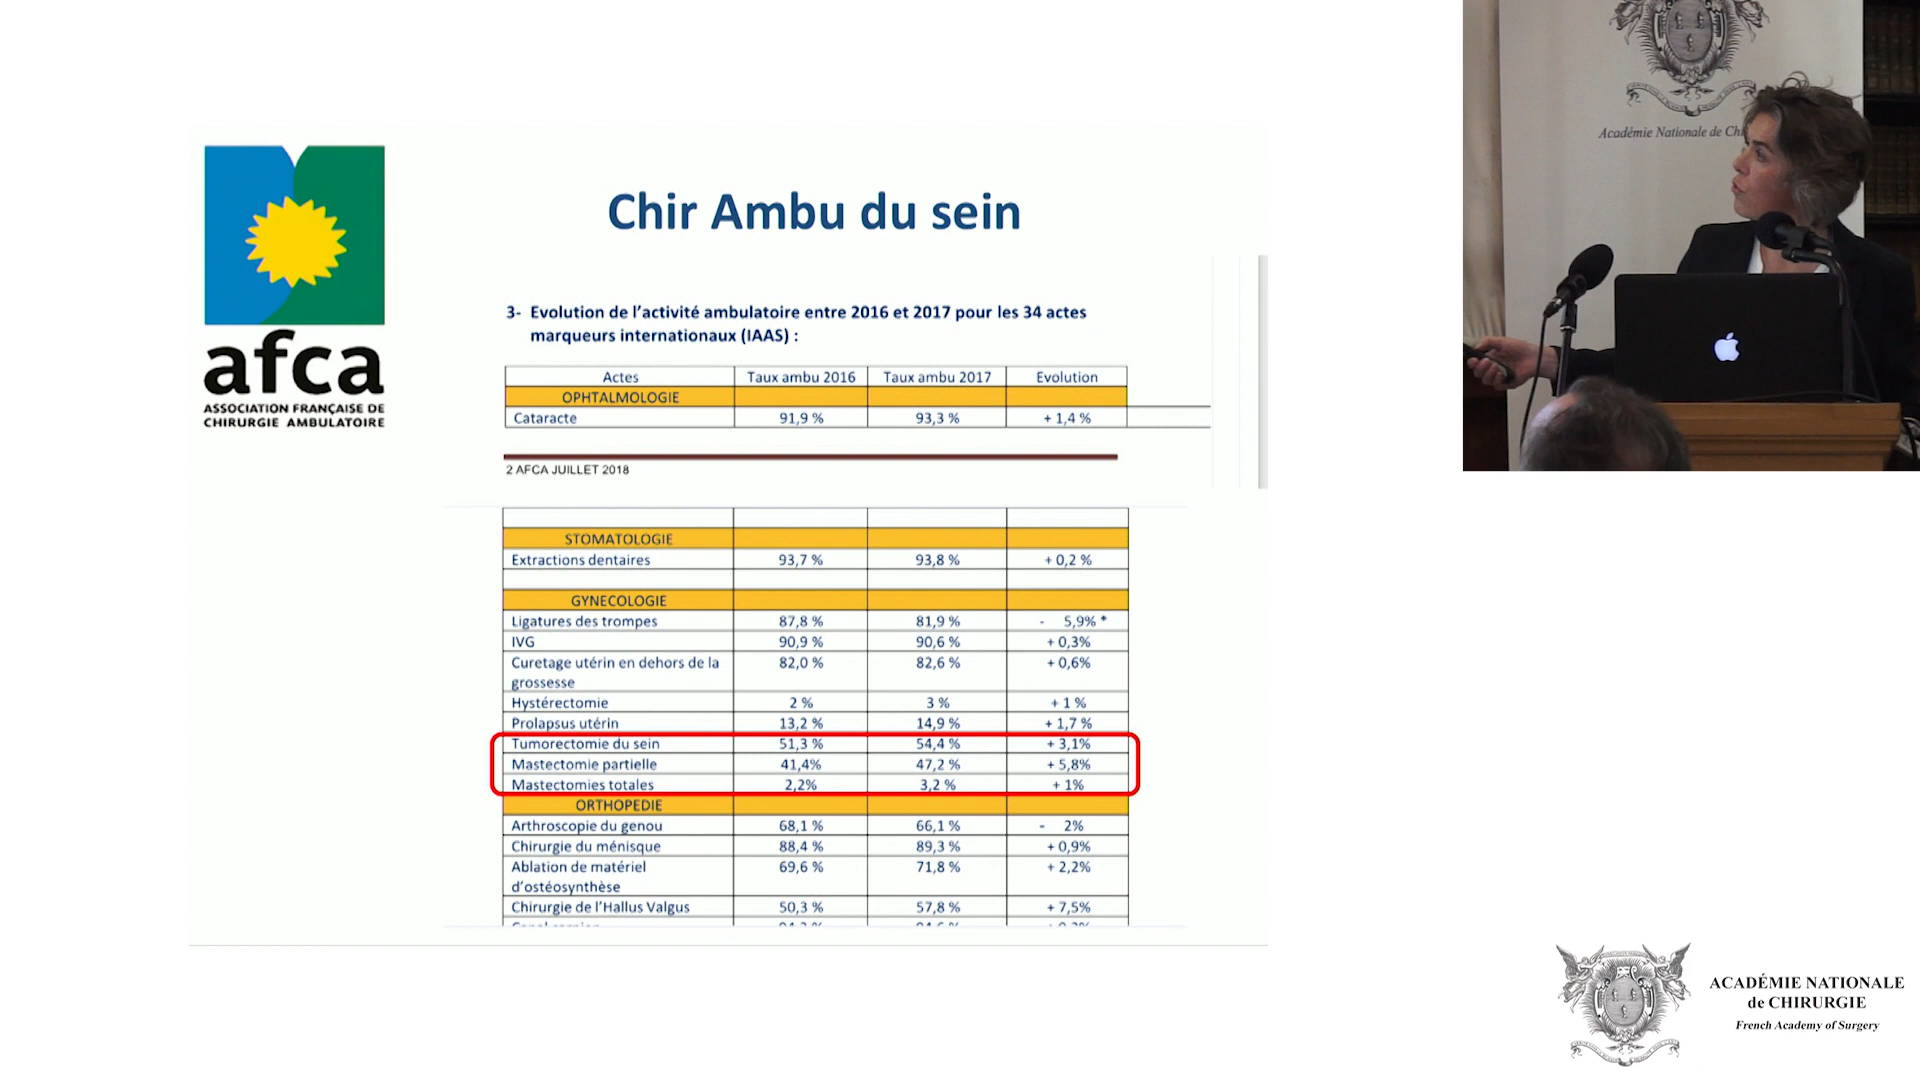 Chir Ambu du sein
afca
ASSOCIATION FRANÇAISE DE
CHIRURGIE AMBULATOIRE
3- Evolution de l'activité ambulatoire entre 2016 et 2017 pour les 34 actes
marqueurs internationaux (IAAS) :
Actes Taux ambu 2016 Taux ambu 2017 Evolution
OPHTALMOLOGIE
Cataracte 91,9 % 93,3 % + 1,4 %
2 AFCA JUILLET 2018
STOMATOLOGIE
Extractions dentaires 93,7 % 93,8 % + 0,2 %
GYNECOLOGIE
Ligatures des trompes 87,8 % 81,9 % - 5,9% *
IVG 90,9 % 90,6 % + 0,3%
Curetage utérin en dehors de la 82,0 % 82,6 % + 0,6%
grossesse
Hystérectomie 2 % 3 % + 1 %
Prolapsus utérin 13,2 % 14,9 % + 1,7 %
Tumorectomie du sein 51,3 % 54,4 % + 3,1%
Mastectomie partielle 41,4% 47,2 % + 5,8%
Mastectomies totales 2,2% 3,2 % + 1%
ORTHOPEDIE
Arthroscopie du genou 68,1 % 66,1 % - 2%
Chirurgie du ménisque 88,4 % 89,3 % + 0,9%
Ablation de matériel 69,6 % 71,8 % + 2,2%
d'ostéosynthèse
Chirurgie de l'Hallus Valgus 50,3 % 57,8 % + 7,5%
Académie Nationale de Ch
ACADÉMIE NATIONALE
de CHIRURGIE
French Academy of Surgery